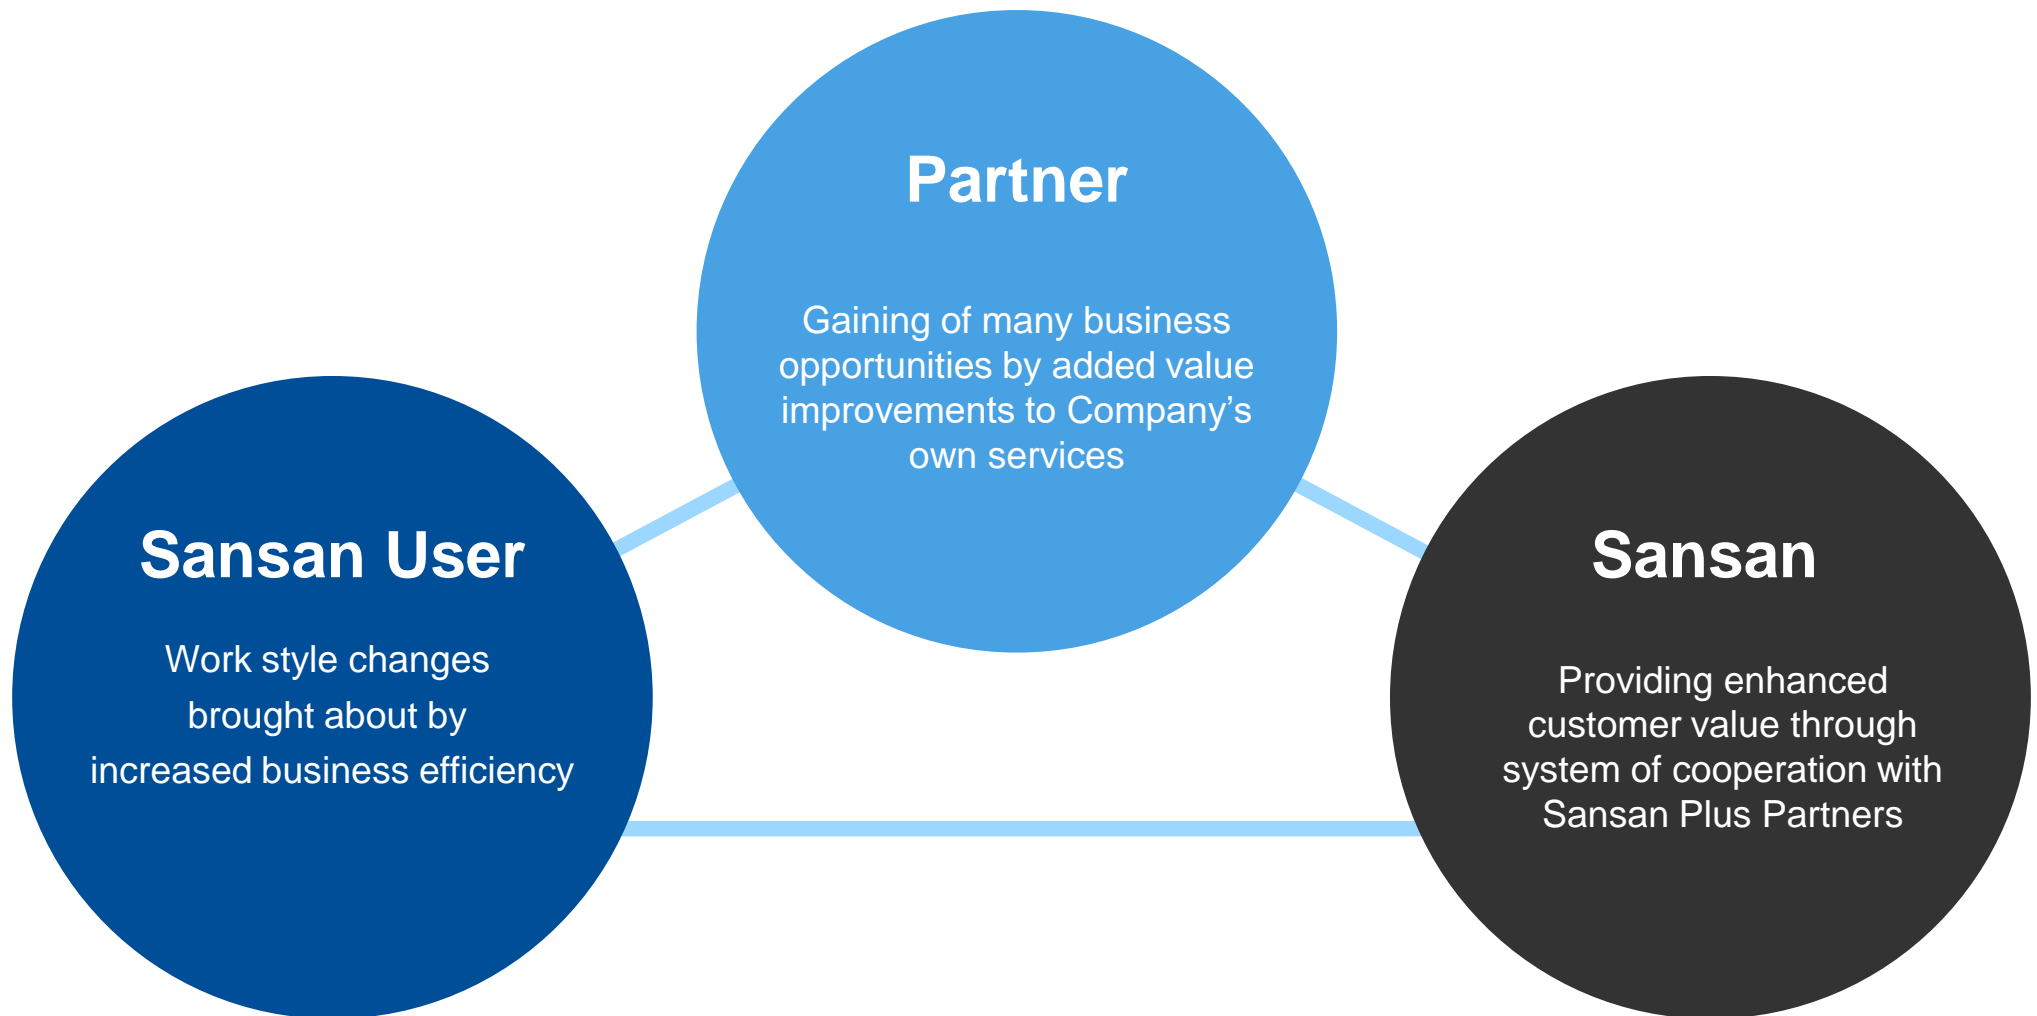 Partner
Gaining of many business
opportunities by added value
improvements to Company’s
own services
Sansan User
Work style changes
brought about by
increased business efficiency
Sansan
Providing enhanced
customer value through
system of cooperation with
Sansan Plus Partners